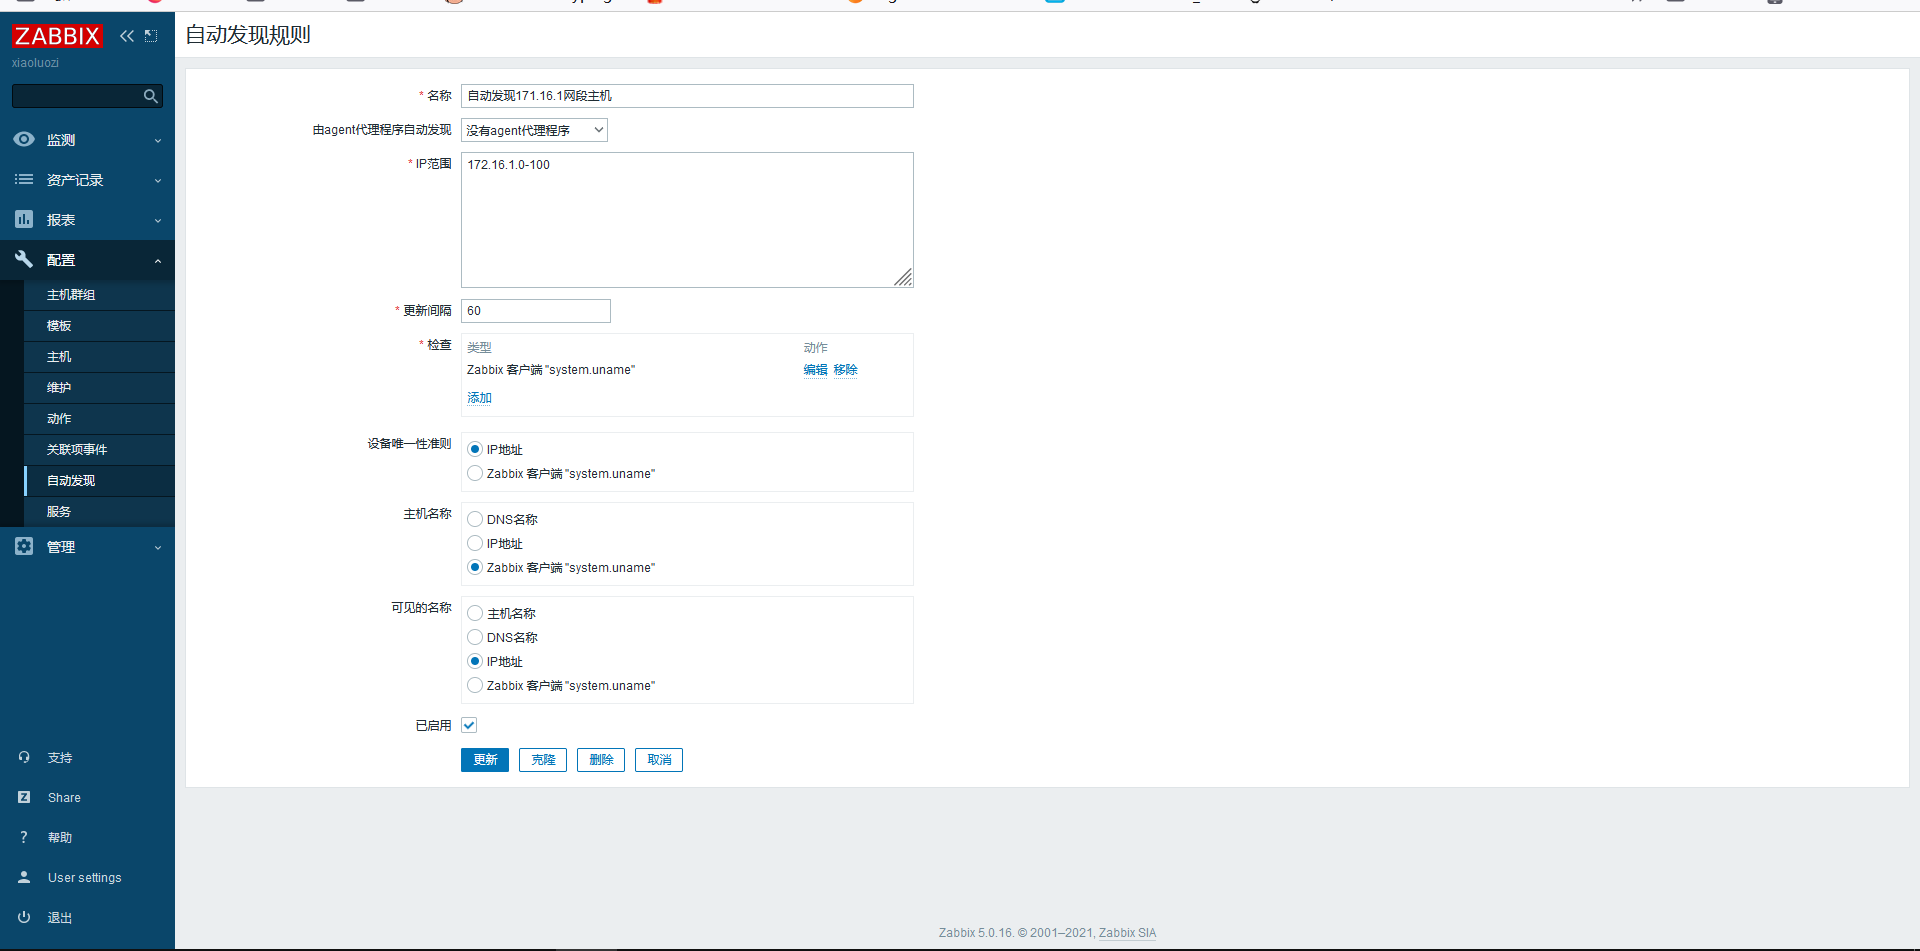 ZABBIX
xiaoluozi
监测
资产记录
报表
配置
主机群组
模板
主机
维护
动作
关联项事件
自动发现
服务
管理
支持
Share
帮助
User settings
退出
自动发现规则
* 名称 自动发现171.16.1网段主机
由agent代理程序自动发现 没有agent代理程序
* IP范围 172.16.1.0-100
* 更新间隔 60
* 检查 类型 动作
Zabbix 客户端 "system.uname" 编辑 移除
添加
设备唯一性准则 IP地址
Zabbix 客户端 "system.uname"
主机名称 DNS名称
IP地址
Zabbix 客户端 "system.uname"
可见的名称 主机名称
DNS名称
IP地址
Zabbix 客户端 "system.uname"
已启用
更新 克隆 删除 取消
Zabbix 5.0.16. © 2001–2021, Zabbix SIA